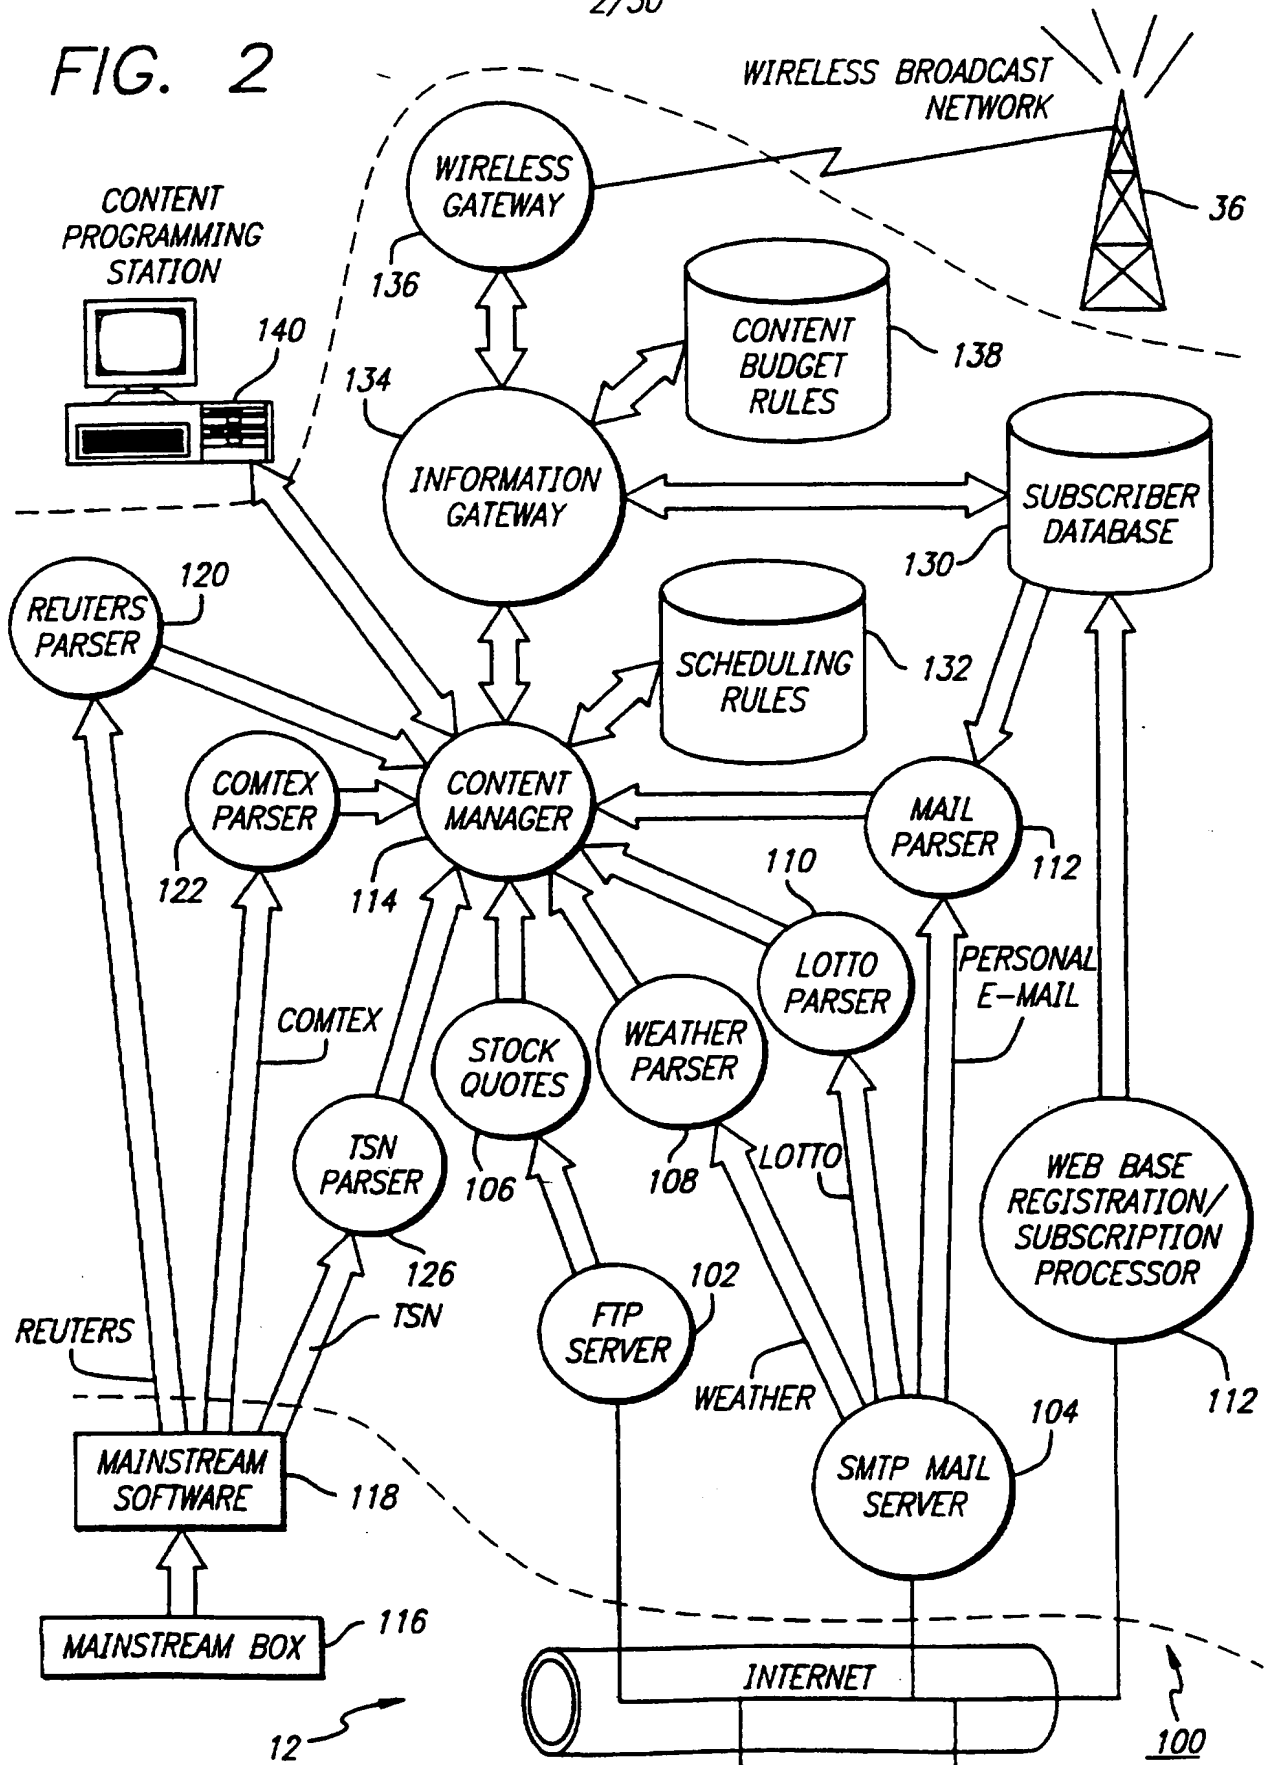 2/30
FIG. 2
WIRELESS BROADCAST
NETWORK
WIRELESS
GATEWAY
136
36
CONTENT
PROGRAMMING
STATION
140
CONTENT
BUDGET
RULES
138
134
INFORMATION
GATEWAY
SUBSCRIBER
DATABASE
130
120
REUTERS
PARSER
SCHEDULING
RULES
132
COMTEX
PARSER
122
CONTENT
MANAGER
114
MAIL
PARSER
112
110
LOTTO
PARSER
PERSONAL
E-MAIL
COMTEX
STOCK
QUOTES
106
WEATHER
PARSER
108
TSN
PARSER
126
LOTTO
WEB BASE
REGISTRATION/
SUBSCRIPTION
PROCESSOR
112
102
FTP
SERVER
TSN
REUTERS
WEATHER
104
SMTP MAIL
SERVER
MAINSTREAM
SOFTWARE
118
MAINSTREAM BOX
116
INTERNET
12
100